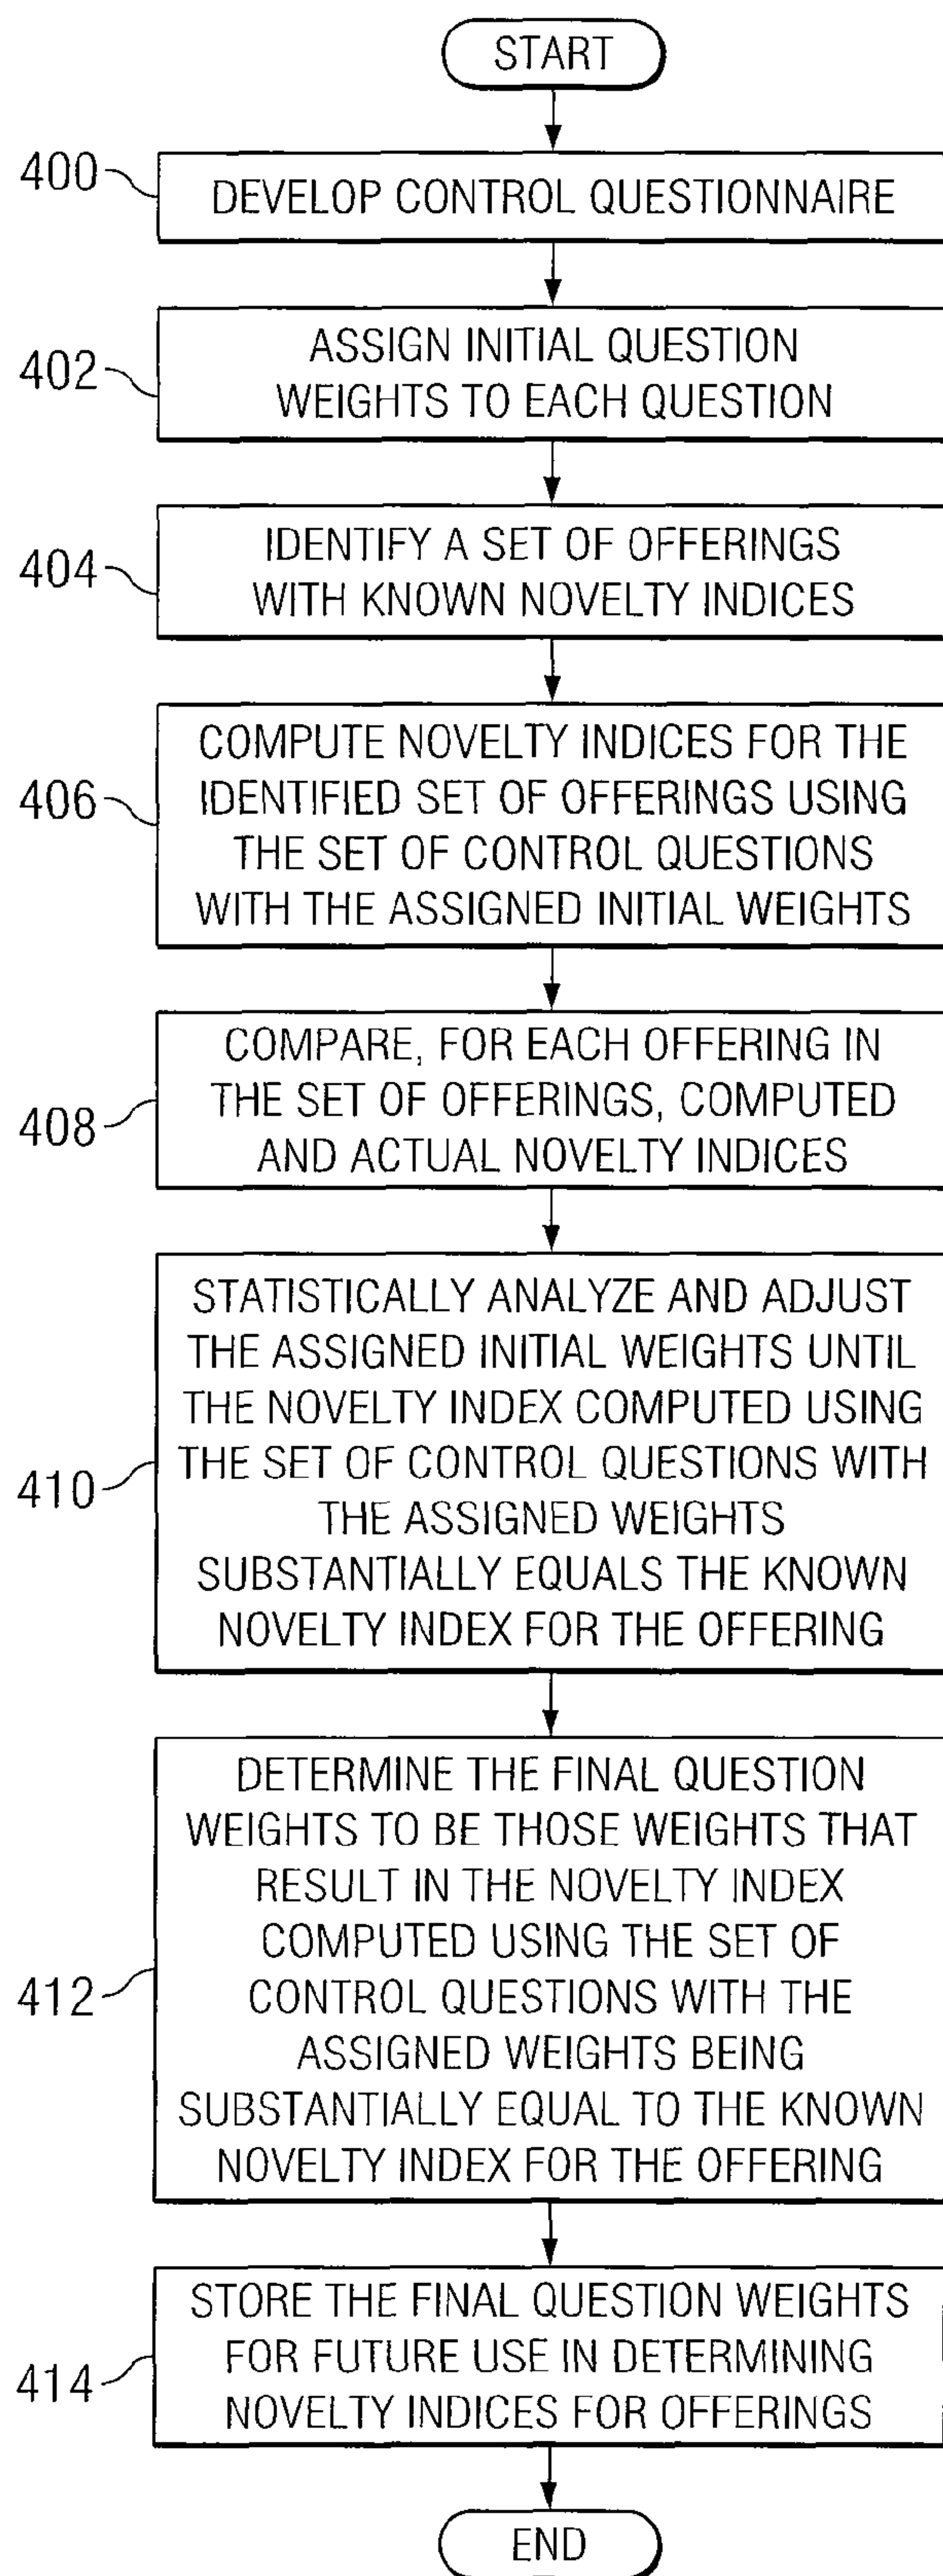 START
400
DEVELOP CONTROL QUESTIONNAIRE
402
ASSIGN INITIAL QUESTION
WEIGHTS TO EACH QUESTION
404
IDENTIFY A SET OF OFFERINGS
WITH KNOWN NOVELTY INDICES
406
COMPUTE NOVELTY INDICES FOR THE
IDENTIFIED SET OF OFFERINGS USING
THE SET OF CONTROL QUESTIONS
WITH THE ASSIGNED INITIAL WEIGHTS
408
COMPARE, FOR EACH OFFERING IN
THE SET OF OFFERINGS, COMPUTED
AND ACTUAL NOVELTY INDICES
410
STATISTICALLY ANALYZE AND ADJUST
THE ASSIGNED INITIAL WEIGHTS UNTIL
THE NOVELTY INDEX COMPUTED USING
THE SET OF CONTROL QUESTIONS WITH
THE ASSIGNED WEIGHTS
SUBSTANTIALLY EQUALS THE KNOWN
NOVELTY INDEX FOR THE OFFERING
412
DETERMINE THE FINAL QUESTION
WEIGHTS TO BE THOSE WEIGHTS THAT
RESULT IN THE NOVELTY INDEX
COMPUTED USING THE SET OF
CONTROL QUESTIONS WITH THE
ASSIGNED WEIGHTS BEING
SUBSTANTIALLY EQUAL TO THE KNOWN
NOVELTY INDEX FOR THE OFFERING
414
STORE THE FINAL QUESTION WEIGHTS
FOR FUTURE USE IN DETERMINING
NOVELTY INDICES FOR OFFERINGS
END